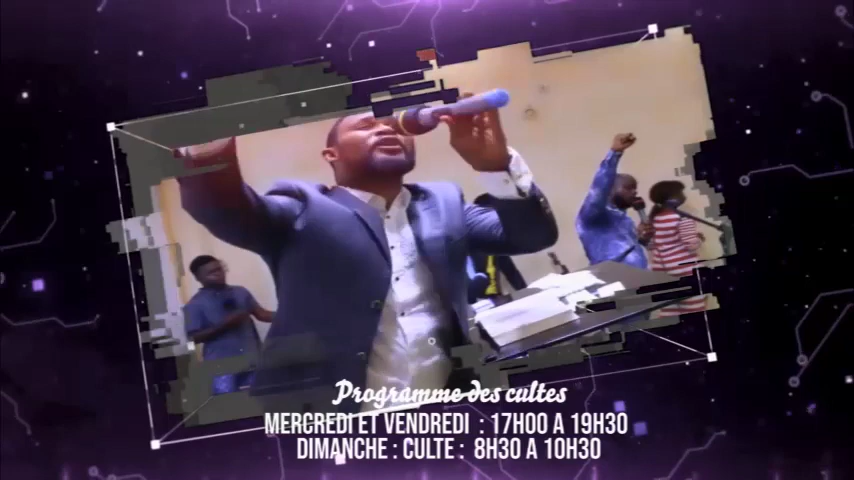 Programme des cultes
MERCREDI ET VENDREDI : 17H00 A 19H30
DIMANCHE : CULTE : 8H30 A 10H30